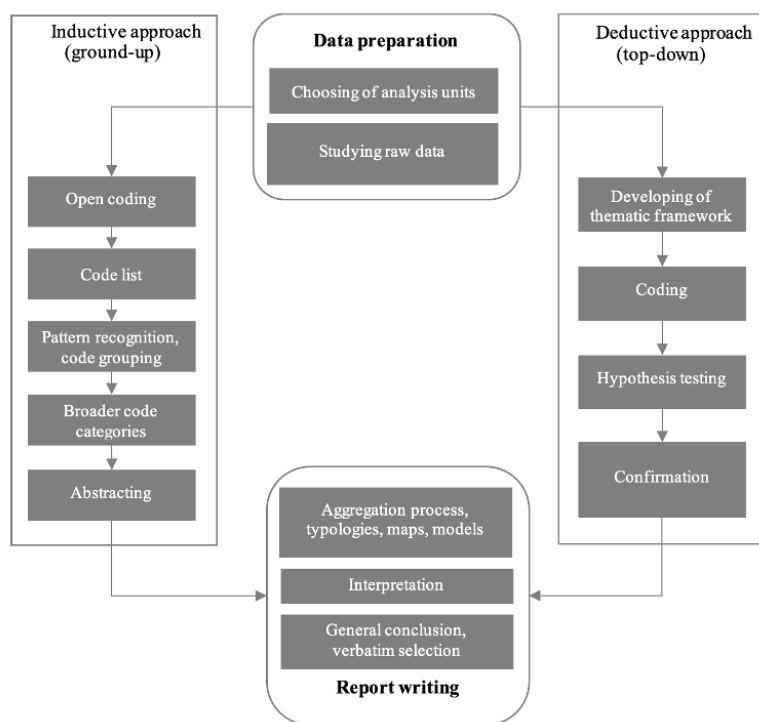 Inductive approach
(ground-up)
Data preparation
Choosing of analysis units
Studying raw data
Deductive approach
(top-down)
Open coding
Code list
Pattern recognition,
code grouping
Broader code
categories
Abstracting
Developing of
thematic framework
Coding
Hypothesis testing
Confirmation
Aggregation process,
typologies, maps, models
Interpretation
General conclusion,
verbatim selection
Report writing